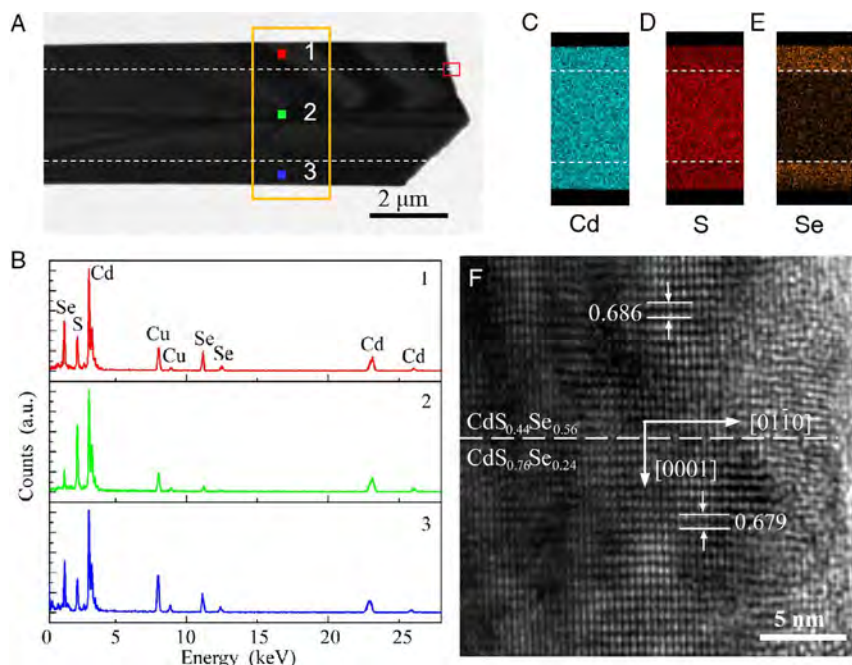 A
1
2
3
2 μm
C
D
E
Cd
S
Se
B
Counts (a.u.)
1
Se
S
Cd
Cu
Cu
Se
Se
Cd
Cd
2
3
0 5 10 15 20 25
Energy (keV)
F
0.686
CdS0.44Se0.56
[011̄0]
CdS0.76Se0.24
[0001]
0.679
5 nm